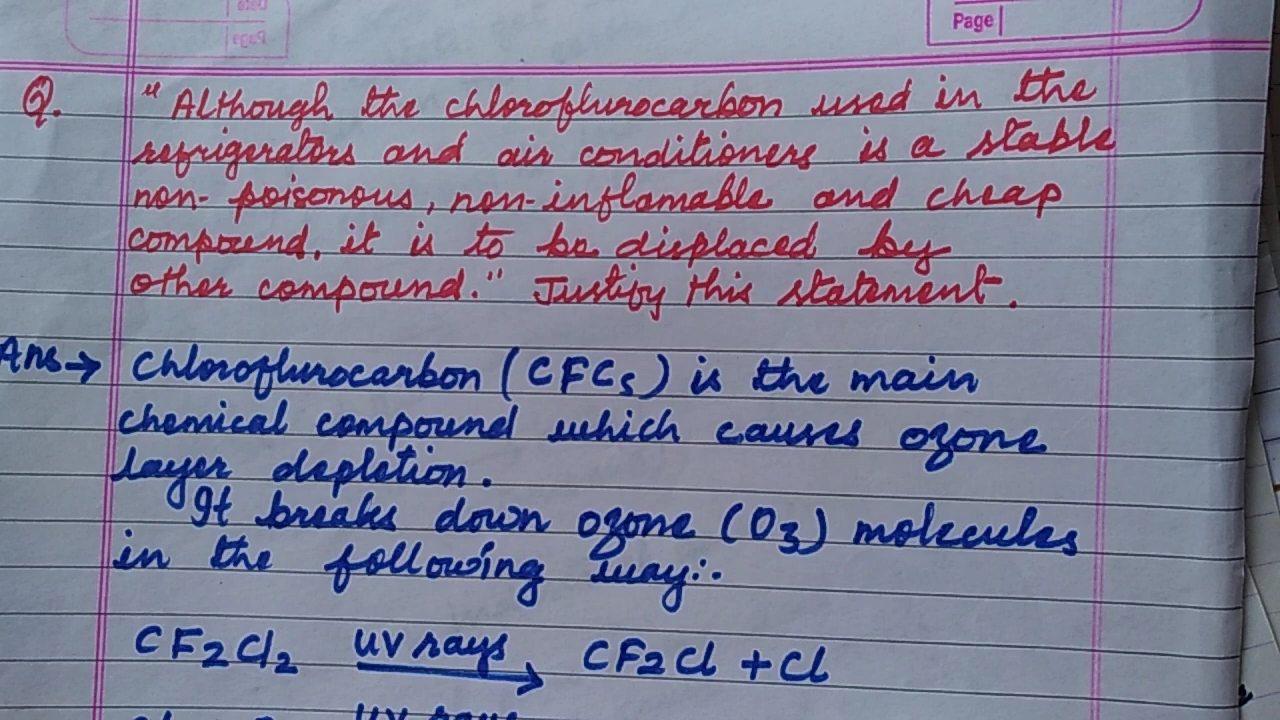 Page
Q. "Although the chloroflurocarbon used in the
refrigerators and air conditioners is a stable
non-poisonous, non-inflamable and cheap
compound, it is to be displaced by
other compound." Justify this statement.
Ans→ Chloroflurocarbon (CFCs) is the main
chemical compound which causes ozone
layer depletion.
It breaks down ozone (O3) molecules
in the following way:.
CF2Cl2 UV rays → CF2Cl + Cl
UV rays